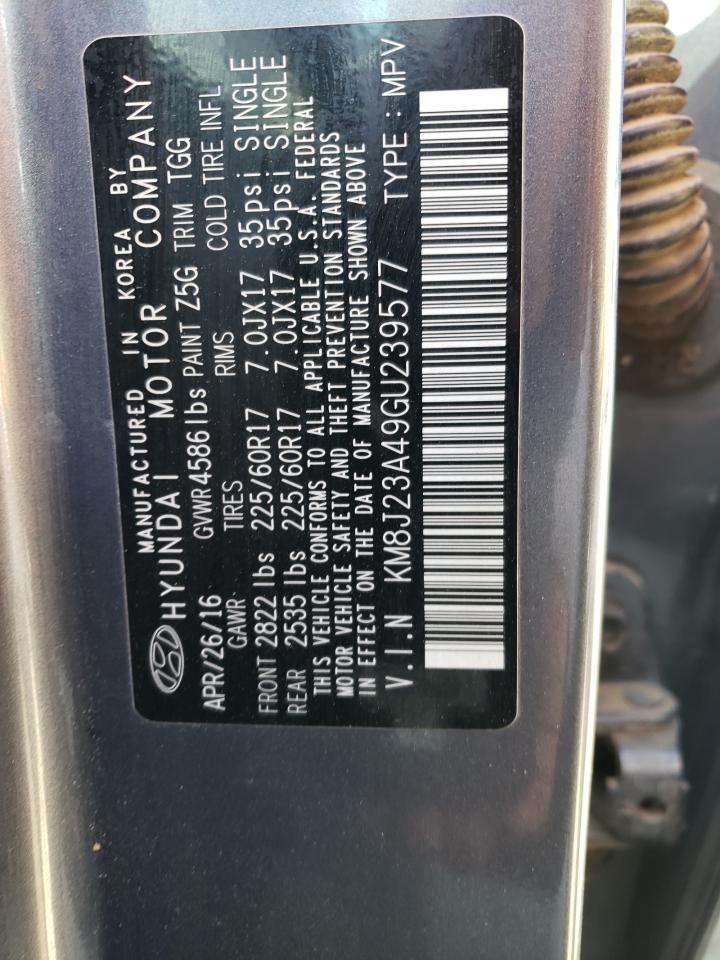 MANUFACTURED IN KOREA BY
HYUNDAI MOTOR COMPANY
APR/26/16 GVWR 4586 lbs PAINT Z5G TRIM TGG
GAWR TIRES RIMS COLD TIRE INFL
FRONT 2822 lbs 225/60R17 7.0JX17 35psi SINGLE
REAR 2535 lbs 225/60R17 7.0JX17 35psi SINGLE
THIS VEHICLE CONFORMS TO ALL APPLICABLE U.S.A. FEDERAL
MOTOR VEHICLE SAFETY AND THEFT PREVENTION STANDARDS
IN EFFECT ON THE DATE OF MANUFACTURE SHOWN ABOVE
V.I.N KM8J23A49GU239577 TYPE : MPV